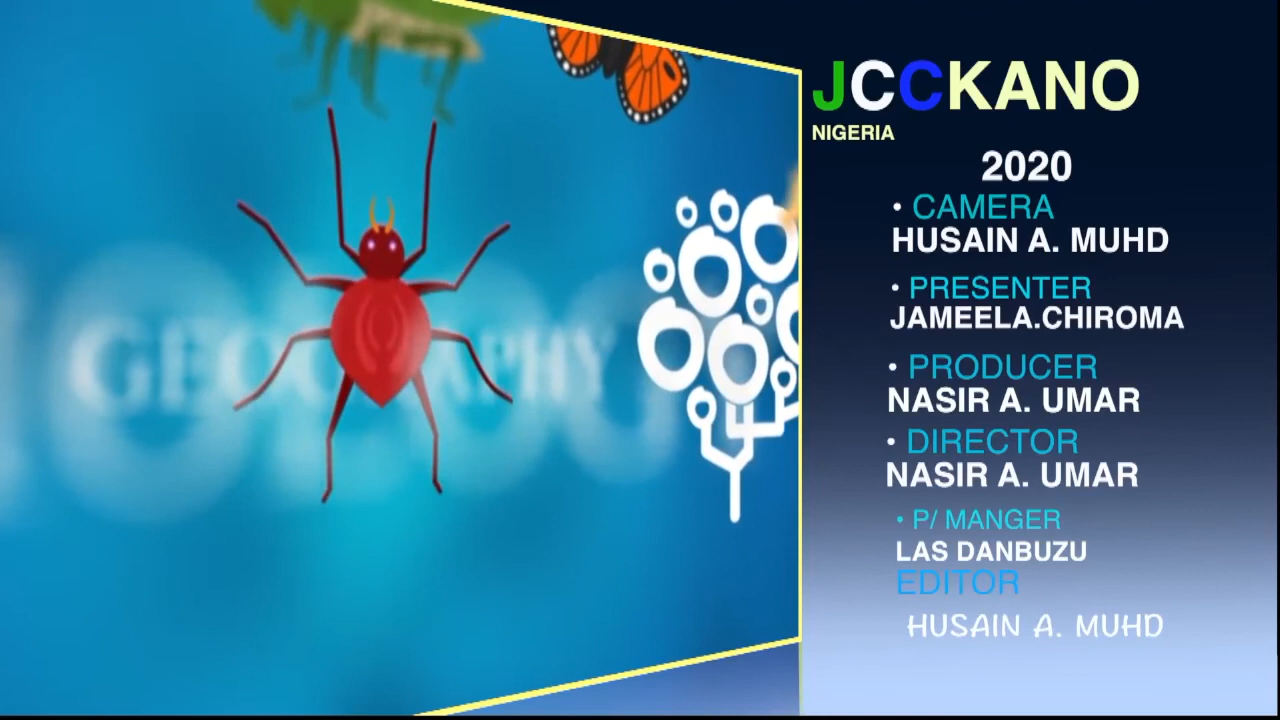 GEOGRAPHY
JCCKANO
NIGERIA
2020
• CAMERA
HUSAIN A. MUHD
• PRESENTER
JAMEELA.CHIROMA
• PRODUCER
NASIR A. UMAR
• DIRECTOR
NASIR A. UMAR
• P/ MANGER
LAS DANBUZU
EDITOR
HUSAIN A. MUHD